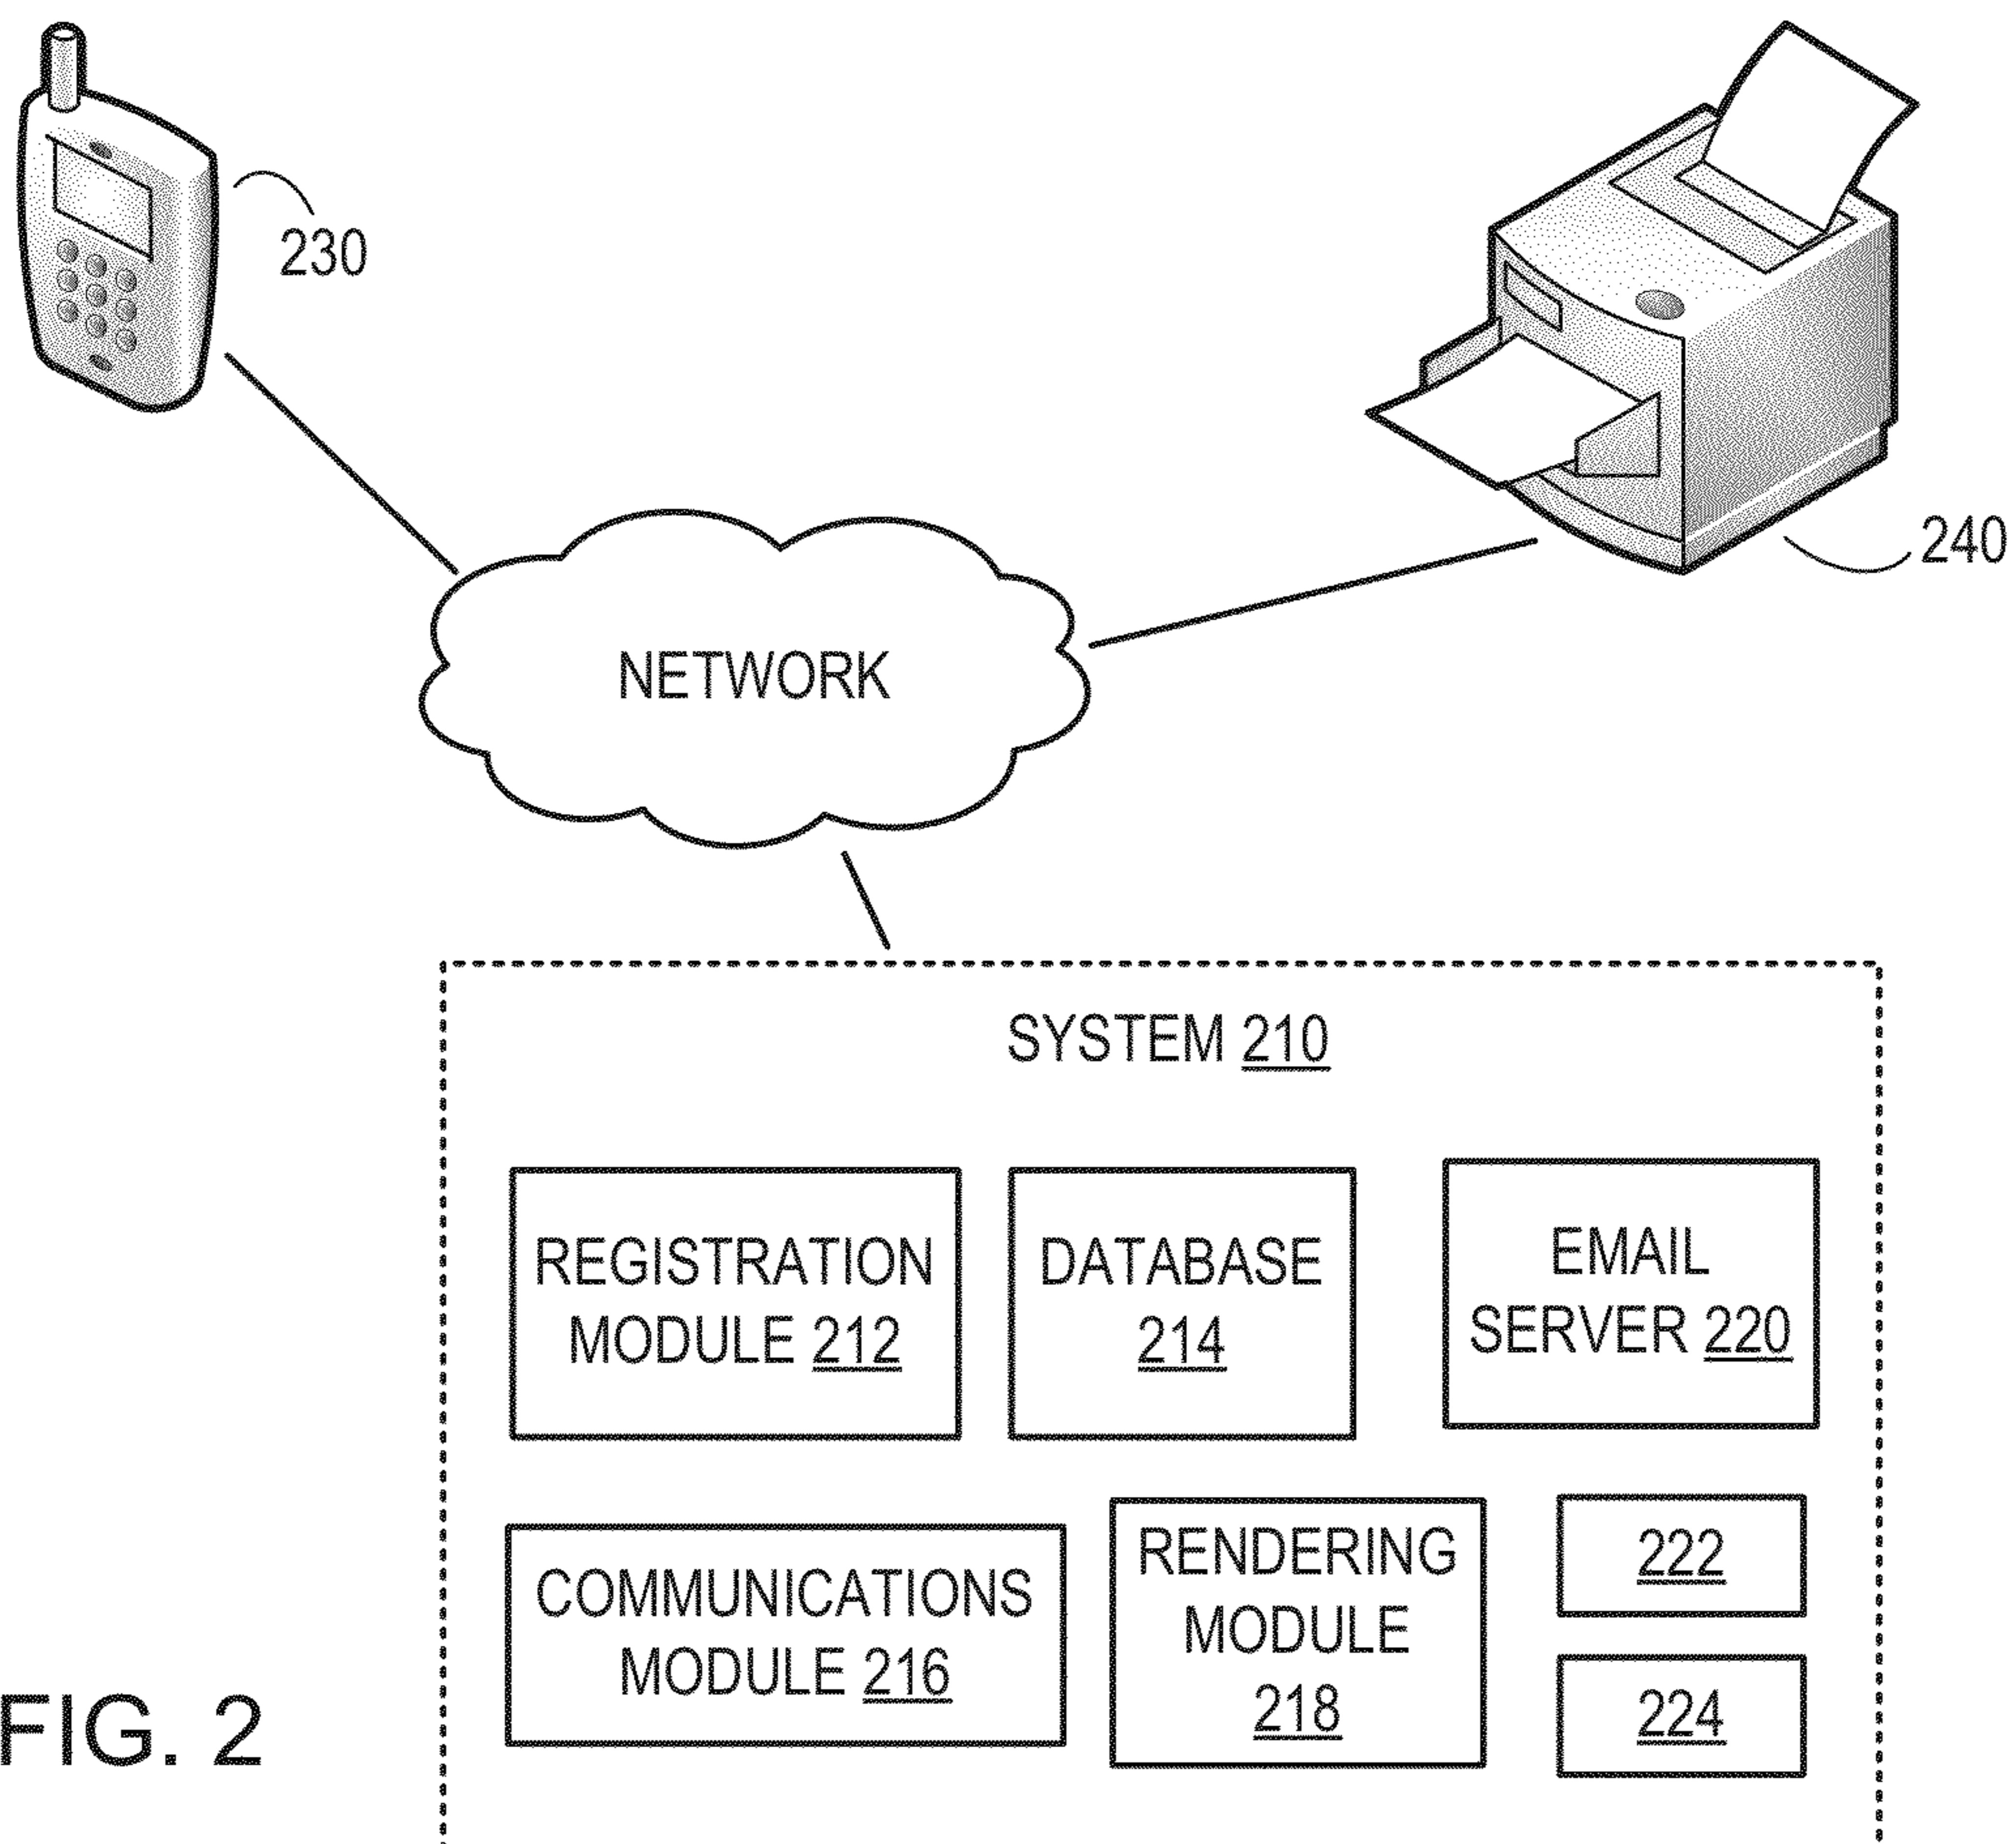 230
240
NETWORK
SYSTEM 210
REGISTRATION
MODULE 212
DATABASE
214
EMAIL
SERVER 220
COMMUNICATIONS
MODULE 216
RENDERING
MODULE
218
222
224
FIG. 2